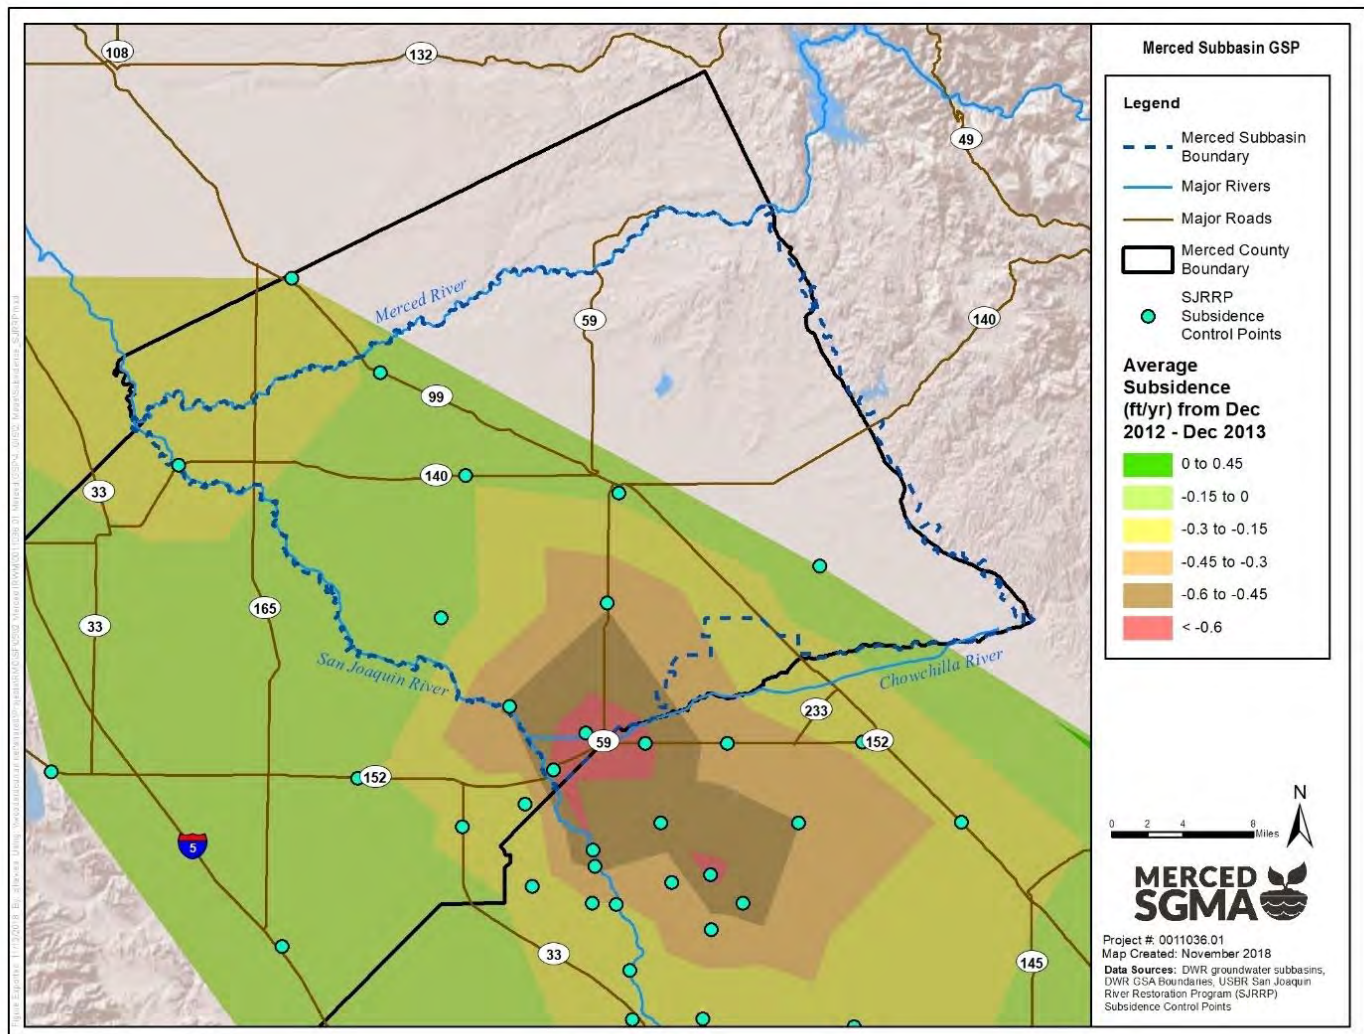 108
132
49
Merced River
59
140
99
140
33
165
33
San Joaquin River
Chowchilla River
233
59
152
152
5
33
145
Merced Subbasin GSP
Legend
Merced Subbasin
Boundary
Major Rivers
Major Roads
Merced County
Boundary
SJRRP
Subsidence
Control Points
Average
Subsidence
(ft/yr) from Dec
2012 - Dec 2013
0 to 0.45
-0.15 to 0
-0.3 to -0.15
-0.45 to -0.3
-0.6 to -0.45
< -0.6
N
0 2 4 8
Miles
MERCED
SGMA
Project #: 0011036.01
Map Created: November 2018
Data Sources: DWR groundwater subbasins,
DWR GSA Boundaries, USBR San Joaquin
River Restoration Program (SJRRP)
Subsidence Control Points